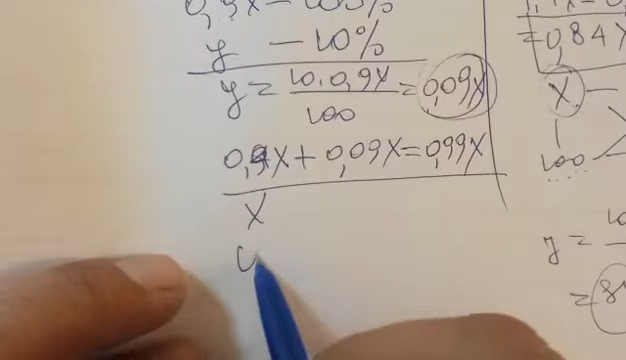 0,9X — 100%
y — 10%
y = 10.0,9X / 100 = 0,09X
0,9X + 0,09X = 0,99X
X
= 0,84X
X —
100
y =
=